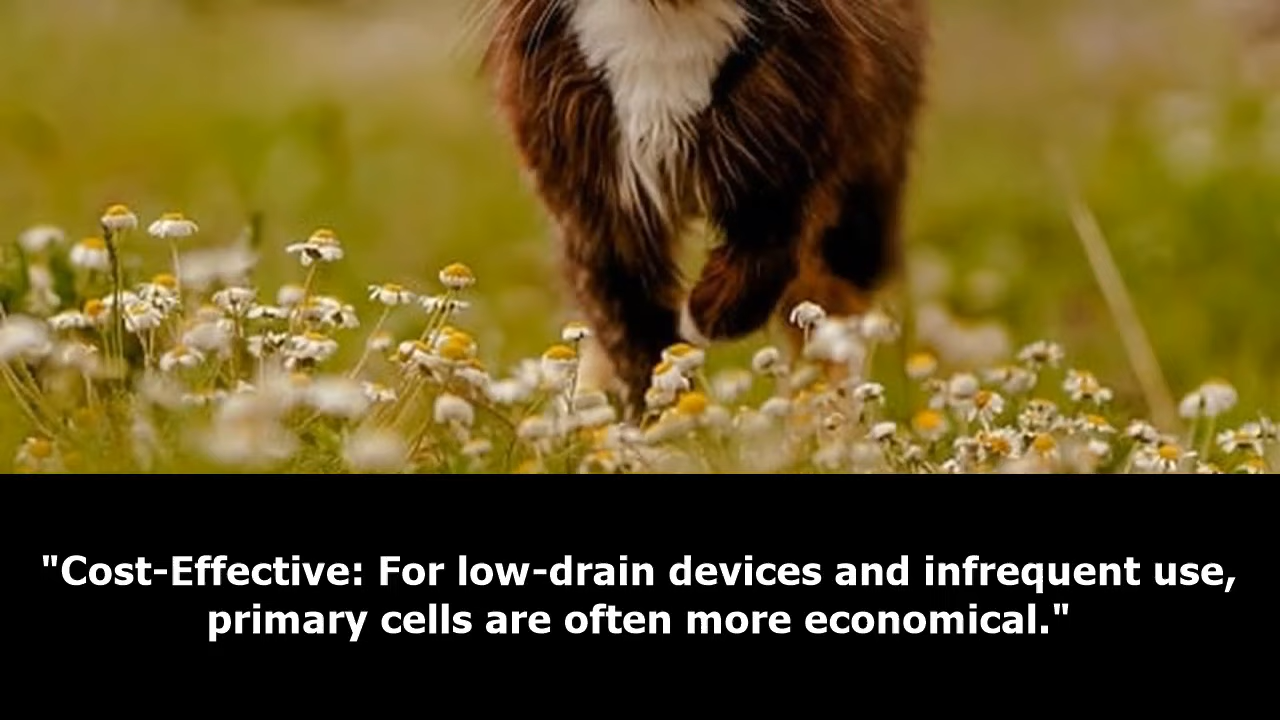 "Cost-Effective: For low-drain devices and infrequent use,
primary cells are often more economical."